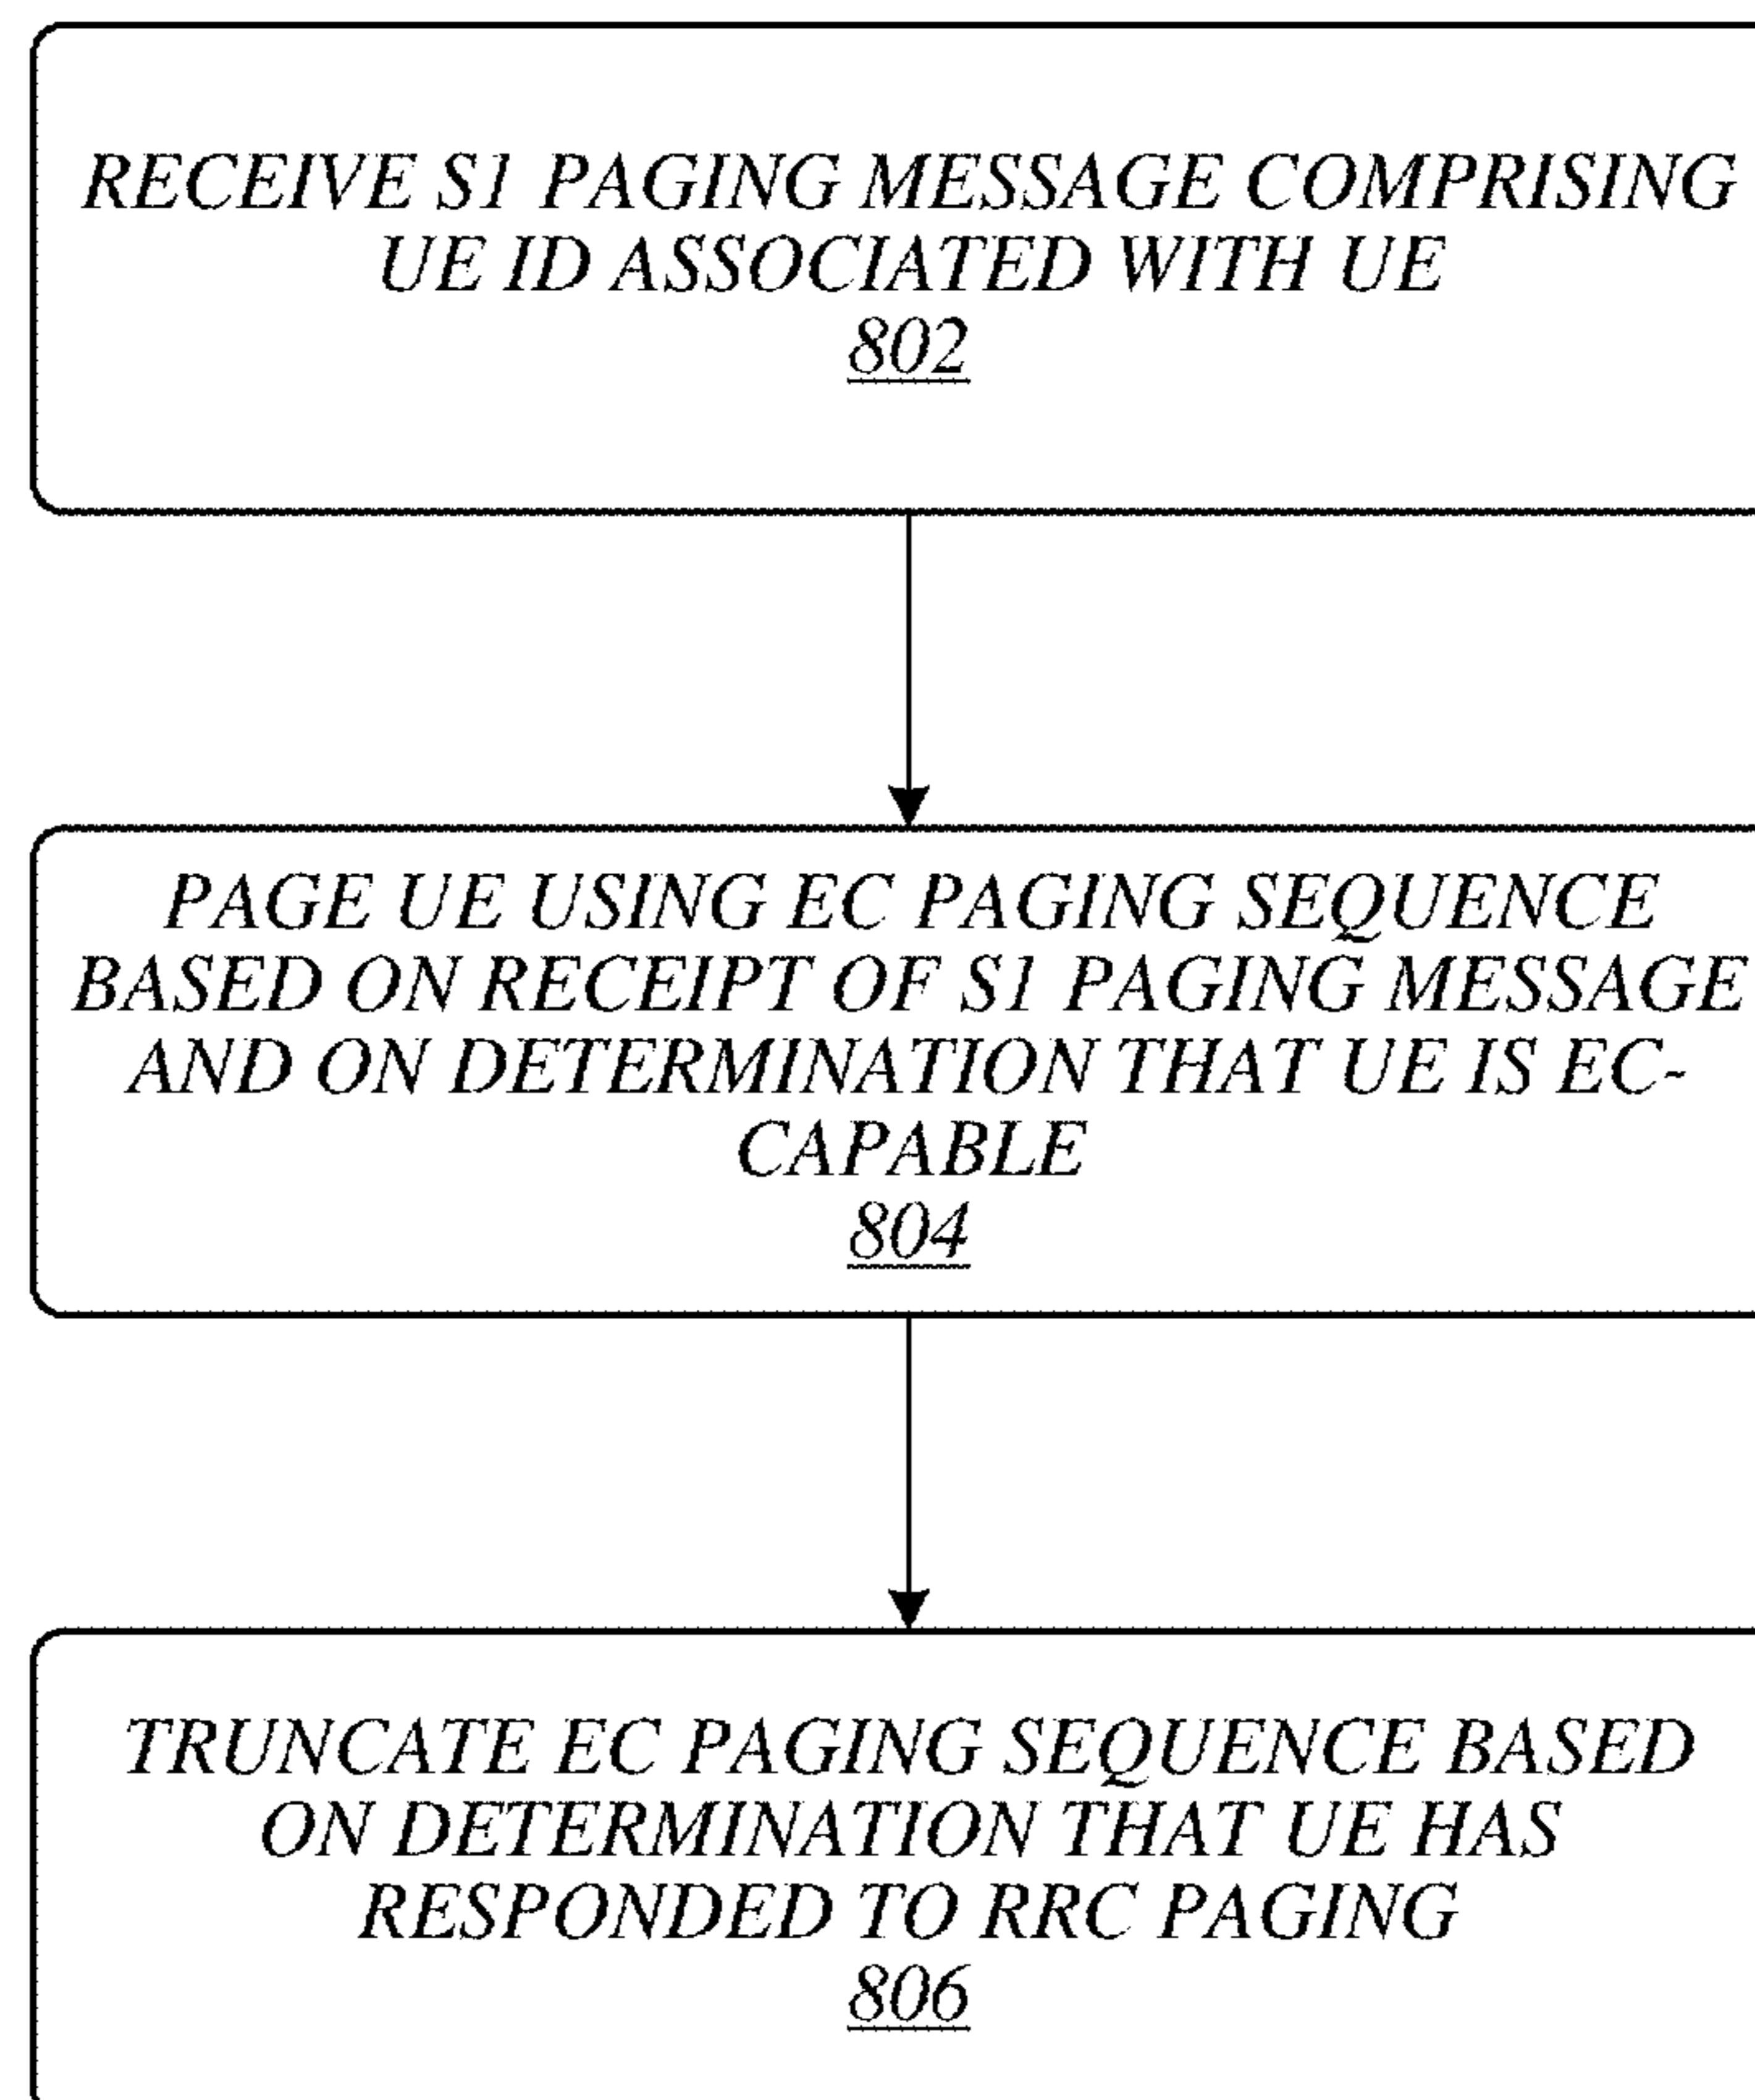 RECEIVE S1 PAGING MESSAGE COMPRISING
UE ID ASSOCIATED WITH UE
802
PAGE UE USING EC PAGING SEQUENCE
BASED ON RECEIPT OF S1 PAGING MESSAGE
AND ON DETERMINATION THAT UE IS EC-
CAPABLE
804
TRUNCATE EC PAGING SEQUENCE BASED
ON DETERMINATION THAT UE HAS
RESPONDED TO RRC PAGING
806